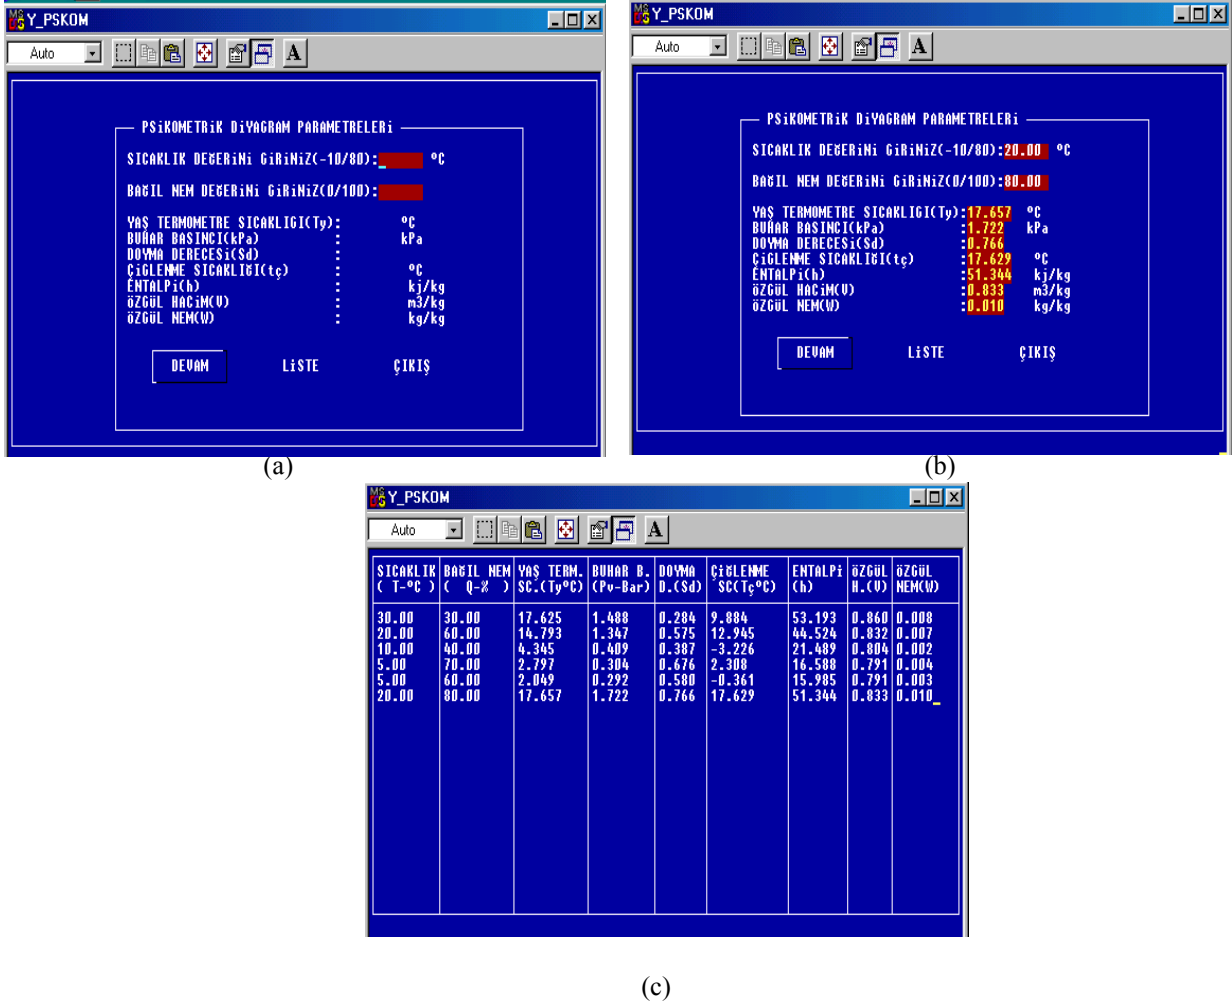 Y_PSKOM
Auto
A
PSiKOMETRiK DiYAGRAM PARAMETRELERi
SICAKLIK DEĞERiNi GiRiNiZ(-10/80): ºC
BAĞIL NEM DEĞERiNi GiRiNiZ(0/100):
YAŞ TERMOMETRE SICAKLIGI(Ty): ºC
BUHAR BASINCI(kPa) : kPa
DOYMA DERECESi(Sd) :
ÇiGLENME SICAKLIĞI(tç) : ºC
ENTALPi(h) : kj/kg
öZGüL HACiM(V) : m3/kg
öZGüL NEM(W) : kg/kg
DEVAM LiSTE ÇIKIŞ
(a)
Y_PSKOM
Auto
A
PSiKOMETRiK DiYAGRAM PARAMETRELERi
SICAKLIK DEĞERiNi GiRiNiZ(-10/80):20.00 ºC
BAĞIL NEM DEĞERiNi GiRiNiZ(0/100):80.00
YAŞ TERMOMETRE SICAKLIGI(Ty):17.657 ºC
BUHAR BASINCI(kPa) :1.722 kPa
DOYMA DERECESi(Sd) :0.766
ÇiGLENME SICAKLIĞI(tç) :17.629 ºC
ENTALPi(h) :51.344 kj/kg
öZGüL HACiM(V) :0.833 m3/kg
öZGüL NEM(W) :0.010 kg/kg
DEVAM LiSTE ÇIKIŞ
(b)
Y_PSKOM
Auto
A
SICAKLIK BAĞIL NEM YAŞ TERM. BUHAR B. DOYMA ÇiĞLENME ENTALPi öZGüL öZGüL
( T-ºC ) ( Q-% ) SC.(TyºC) (Pv-Bar) D.(Sd) SC(TçºC) (h) H.(V) NEM(W)
30.00 30.00 17.625 1.488 0.284 9.884 53.193 0.860 0.008
20.00 60.00 14.793 1.347 0.575 12.945 44.524 0.832 0.007
10.00 40.00 4.345 0.409 0.387 -3.226 21.489 0.804 0.002
5.00 70.00 2.797 0.304 0.676 2.308 16.588 0.791 0.004
5.00 60.00 2.049 0.292 0.580 -0.361 15.985 0.791 0.003
20.00 80.00 17.657 1.722 0.766 17.629 51.344 0.833 0.010
(c)